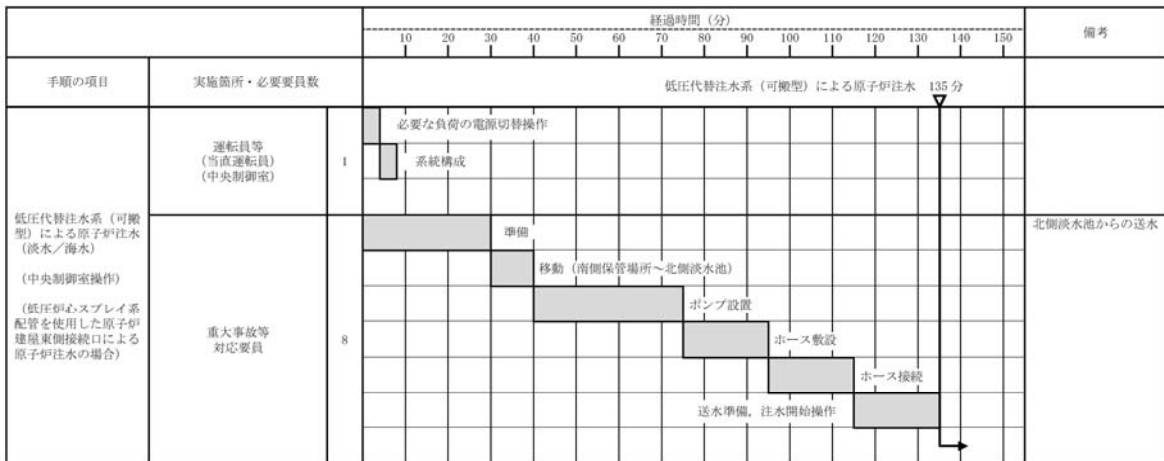 経過時間（分）
備考
10 20 30 40 50 60 70 80 90 100 110 120 130 140 150
手順の項目
実施箇所・必要要員数
低圧代替注水系（可搬型）による原子炉注水 135 分
低圧代替注水系（可搬
型）による原子炉注水
（淡水／海水）
（中央制御室操作）
（低圧炉心スプレイ系
配管を使用した原子炉
建屋東側接続口による
原子炉注水の場合）
運転員等
（当直運転員）
（中央制御室）
1
必要な負荷の電源切替操作
系統構成
重大事故等
対応要員
8
準備
移動（南側保管場所～北側淡水池）
ポンプ設置
ホース敷設
ホース接続
送水準備，注水開始操作
北側淡水池からの送水